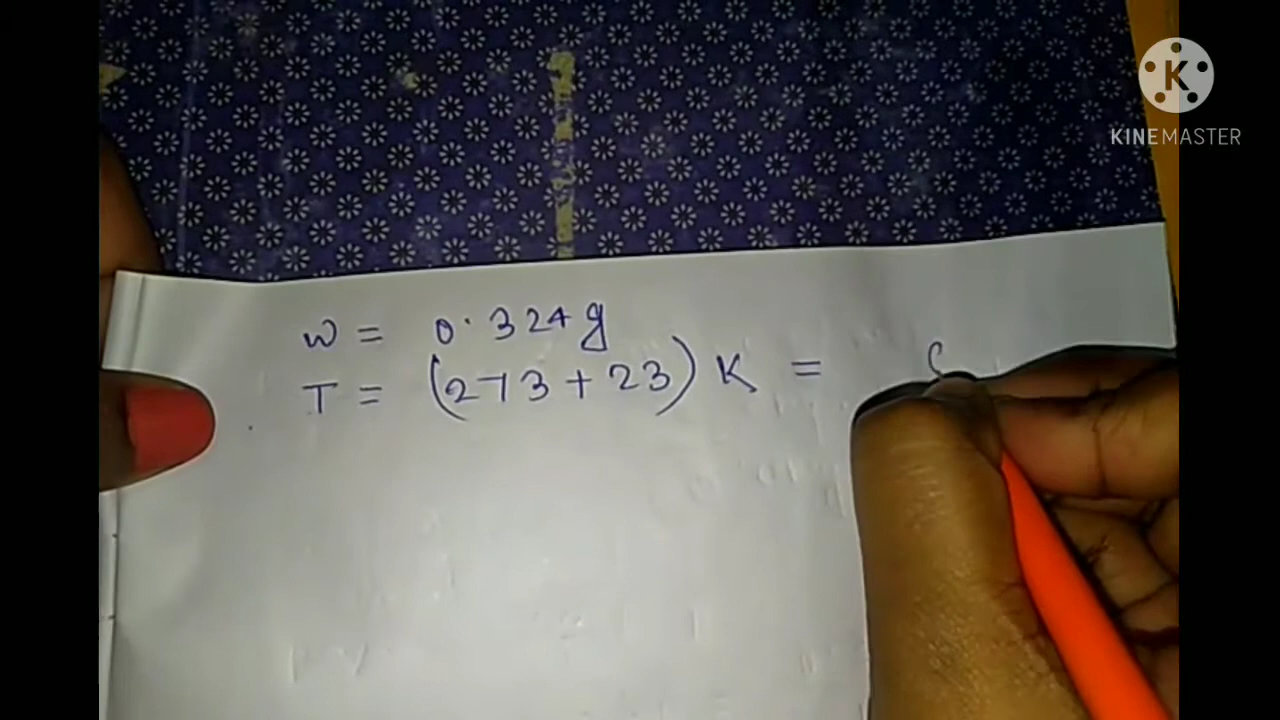 K
KINEMASTER
W = 0.324 g
T = (273 + 23) K =